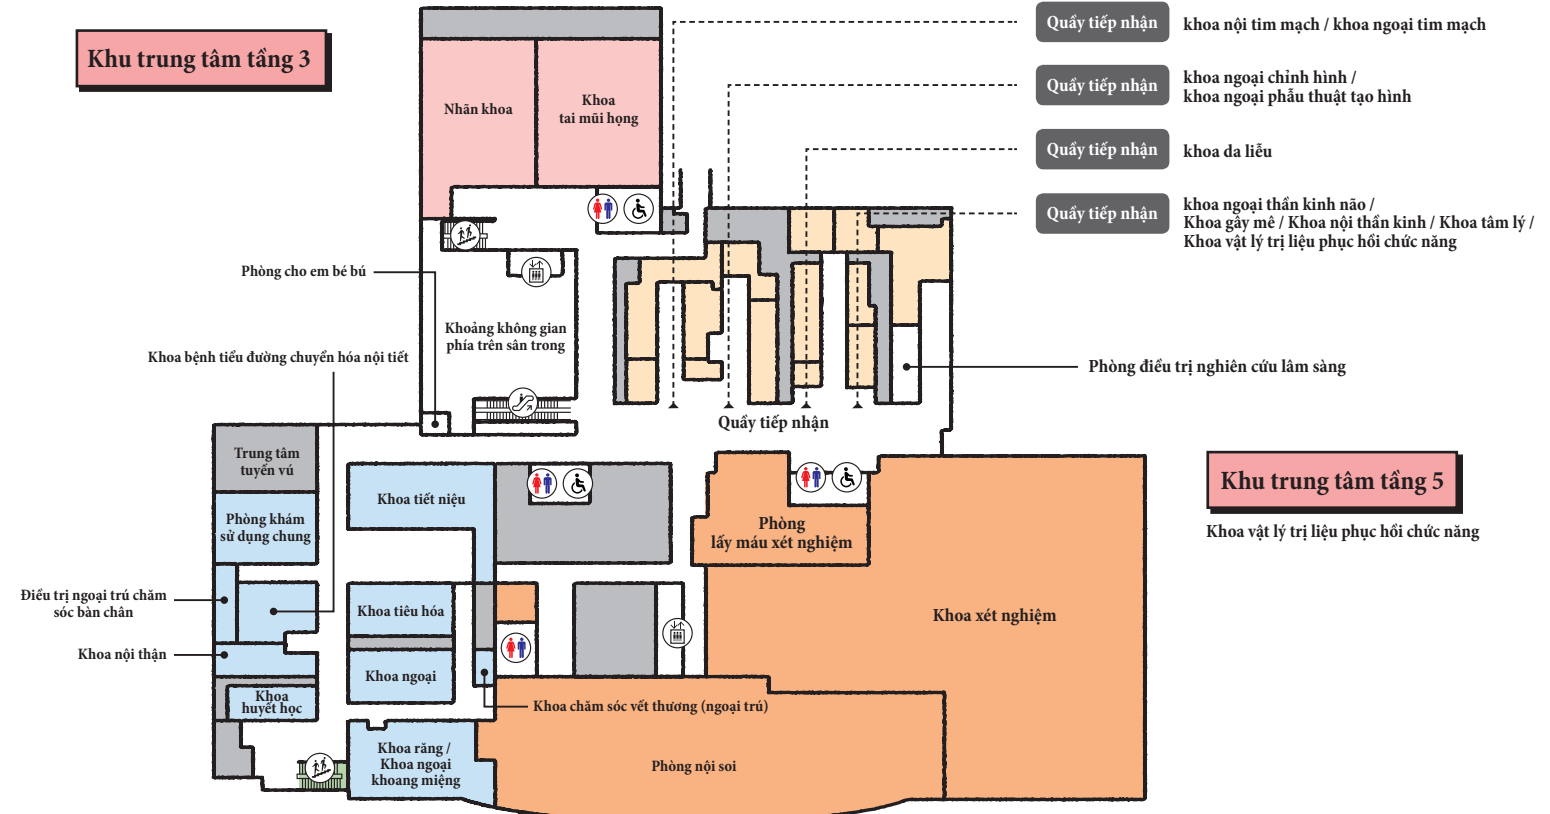 Khu trung tâm tầng 3
Quầy tiếp nhận
khoa nội tim mạch / khoa ngoại tim mạch
Quầy tiếp nhận
khoa ngoại chỉnh hình /
khoa ngoại phẫu thuật tạo hình
Quầy tiếp nhận
khoa da liễu
Quầy tiếp nhận
khoa ngoại thần kinh não /
Khoa gây mê / Khoa nội thần kinh / Khoa tâm lý /
Khoa vật lý trị liệu phục hồi chức năng
Nhãn khoa
Khoa
tai mũi họng
Phòng cho em bé bú
Khoảng không gian
phía trên sân trong
Khoa bệnh tiểu đường chuyển hóa nội tiết
Phòng điều trị nghiên cứu lâm sàng
Quầy tiếp nhận
Trung tâm
tuyến vú
Khoa tiết niệu
Phòng khám
sử dụng chung
Phòng
lấy máu xét nghiệm
Khu trung tâm tầng 5
Khoa vật lý trị liệu phục hồi chức năng
Điều trị ngoại trú chăm
sóc bàn chân
Khoa tiêu hóa
Khoa xét nghiệm
Khoa nội thận
Khoa ngoại
Khoa
huyết học
Khoa chăm sóc vết thương (ngoại trú)
Khoa răng /
Khoa ngoại
khoang miệng
Phòng nội soi